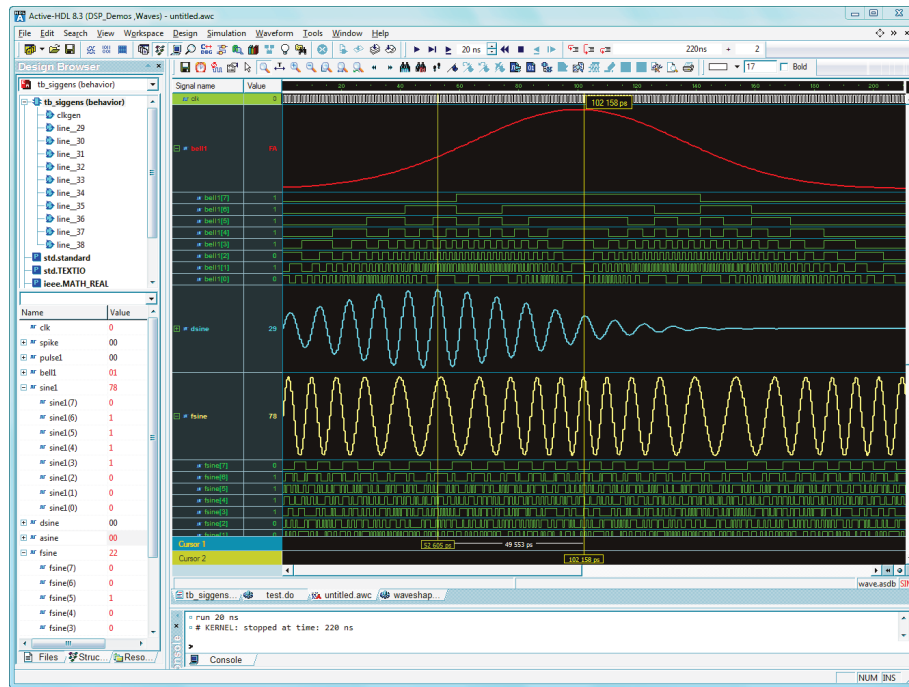 Active-HDL 8.3 (DSP_Demos ,Waves) - untitled.awc
File Edit Search View Workspace Design Simulation Waveform Tools Window Help
20 ns 220ns + 2
Design Browser
17 Bold
tb_siggens (behavior)
tb_siggens (behavior)
clkgen
line__29
line__30
line__31
line__32
line__33
line__34
line__35
line__36
line__37
line__38
std.standard
std.TEXTIO
ieee.MATH_REAL
Name Value
clk 0
spike 00
pulse1 00
bell1 01
sine1 78
sine1(7) 0
sine1(6) 1
sine1(5) 1
sine1(4) 1
sine1(3) 1
sine1(2) 0
sine1(1) 0
sine1(0) 0
dsine 00
asine 00
fsine 22
fsine(7) 0
fsine(6) 0
fsine(5) 1
fsine(4) 0
fsine(3) 0
Files Struc... Reso...
Signal name Value
20 40 60 80 100 120 140 160 180 200
clk 0
102 158 ps
bell1 FA
bell1[7] 1
bell1[6] 1
bell1[5] 1
bell1[4] 1
bell1[3] 1
bell1[2] 0
bell1[1] 1
bell1[0] 0
dsine 29
fsine 78
fsine[7] 0
fsine[6] 1
fsine[5] 1
fsine[4] 1
fsine[3] 1
fsine[2] 0
Cursor 1 52 605 ps 49 553 ps
Cursor 2 102 158 ps
wave.asdb
tb_siggens... test.do untitled.awc waveshap...
run 20 ns
# KERNEL: stopped at time: 220 ns
>
Console
NUM INS